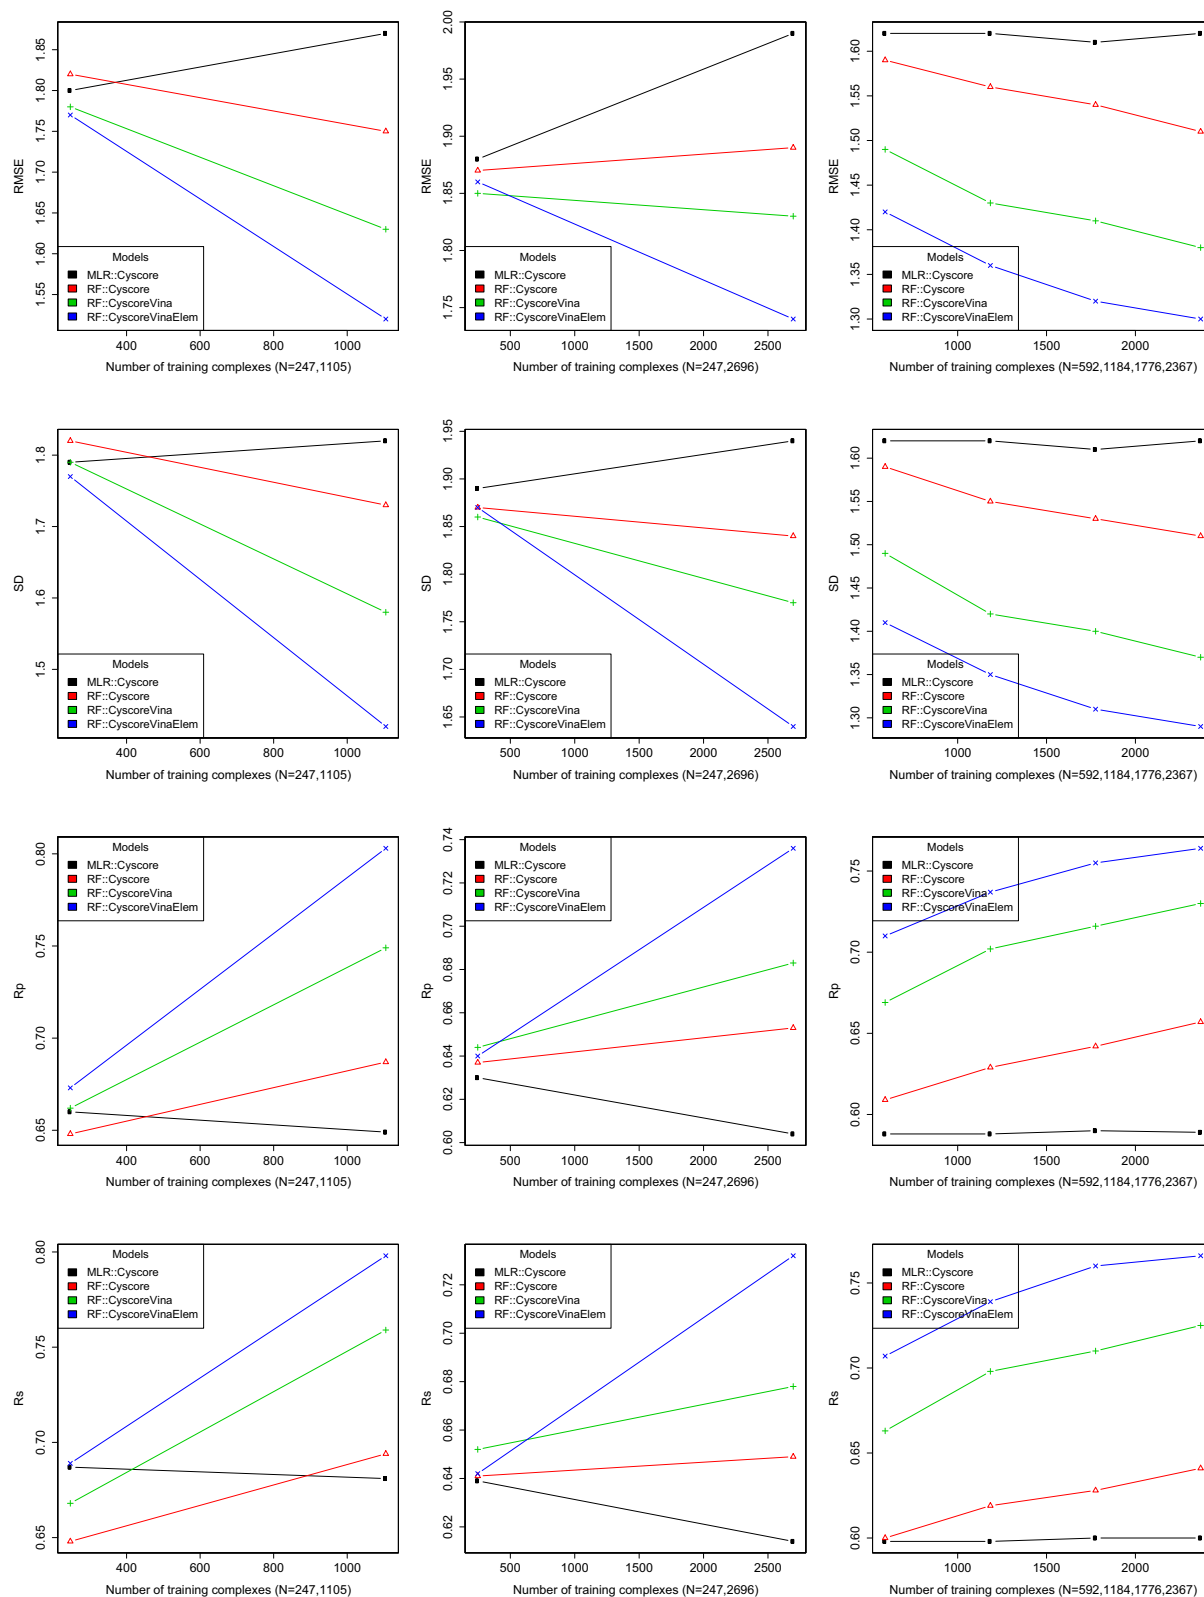 RMSE
1.55 1.60 1.65 1.70 1.75 1.80 1.85
Models
MLR::Cyscore
RF::Cyscore
RF::CyscoreVina
RF::CyscoreVinaElem
400 600 800 1000
Number of training complexes (N=247,1105)
RMSE
1.75 1.80 1.85 1.90 1.95 2.00
Models
MLR::Cyscore
RF::Cyscore
RF::CyscoreVina
RF::CyscoreVinaElem
500 1000 1500 2000 2500
Number of training complexes (N=247,2696)
RMSE
1.30 1.35 1.40 1.45 1.50 1.55 1.60
Models
MLR::Cyscore
RF::Cyscore
RF::CyscoreVina
RF::CyscoreVinaElem
1000 1500 2000
Number of training complexes (N=592,1184,1776,2367)
SD
1.5 1.6 1.7 1.8
Models
MLR::Cyscore
RF::Cyscore
RF::CyscoreVina
RF::CyscoreVinaElem
400 600 800 1000
Number of training complexes (N=247,1105)
SD
1.65 1.70 1.75 1.80 1.85 1.90 1.95
Models
MLR::Cyscore
RF::Cyscore
RF::CyscoreVina
RF::CyscoreVinaElem
500 1000 1500 2000 2500
Number of training complexes (N=247,2696)
SD
1.30 1.35 1.40 1.45 1.50 1.55 1.60
Models
MLR::Cyscore
RF::Cyscore
RF::CyscoreVina
RF::CyscoreVinaElem
1000 1500 2000
Number of training complexes (N=592,1184,1776,2367)
Rp
0.65 0.70 0.75 0.80
Models
MLR::Cyscore
RF::Cyscore
RF::CyscoreVina
RF::CyscoreVinaElem
400 600 800 1000
Number of training complexes (N=247,1105)
Rp
0.60 0.62 0.64 0.66 0.68 0.70 0.72 0.74
Models
MLR::Cyscore
RF::Cyscore
RF::CyscoreVina
RF::CyscoreVinaElem
500 1000 1500 2000 2500
Number of training complexes (N=247,2696)
Rp
0.60 0.65 0.70 0.75
Models
MLR::Cyscore
RF::Cyscore
RF::CyscoreVina
RF::CyscoreVinaElem
1000 1500 2000
Number of training complexes (N=592,1184,1776,2367)
Rs
0.65 0.70 0.75 0.80
Models
MLR::Cyscore
RF::Cyscore
RF::CyscoreVina
RF::CyscoreVinaElem
400 600 800 1000
Number of training complexes (N=247,1105)
Rs
0.62 0.64 0.66 0.68 0.70 0.72
Models
MLR::Cyscore
RF::Cyscore
RF::CyscoreVina
RF::CyscoreVinaElem
500 1000 1500 2000 2500
Number of training complexes (N=247,2696)
Rs
0.60 0.65 0.70 0.75
Models
MLR::Cyscore
RF::Cyscore
RF::CyscoreVina
RF::CyscoreVinaElem
1000 1500 2000
Number of training complexes (N=592,1184,1776,2367)